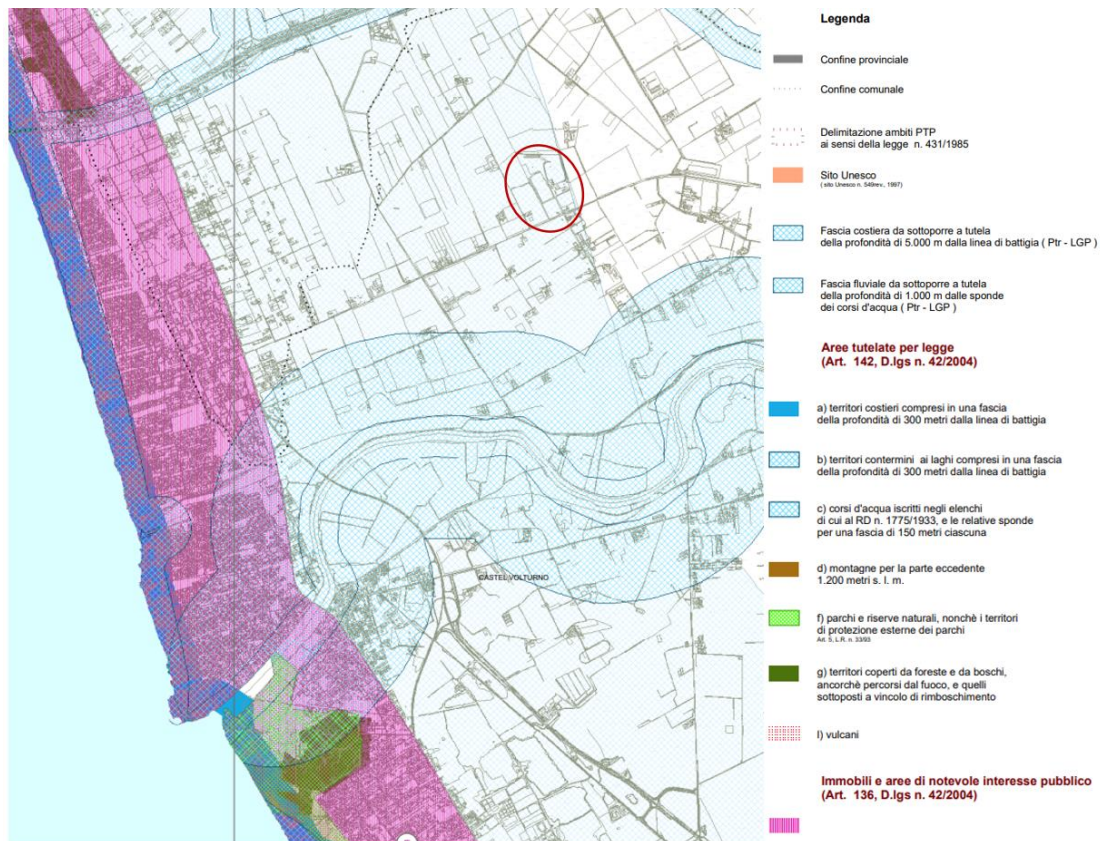 Legenda
Confine provinciale
Confine comunale
Delimitazione ambiti PTP
ai sensi della legge n. 431/1985
Sito Unesco
( sito Unesco n. 549rev., 1997)
Fascia costiera da sottoporre a tutela
della profondità di 5.000 m dalla linea di battigia ( Ptr - LGP )
Fascia fluviale da sottoporre a tutela
della profondità di 1.000 m dalle sponde
dei corsi d'acqua ( Ptr - LGP )
Aree tutelate per legge
(Art. 142, D.lgs n. 42/2004)
a) territori costieri compresi in una fascia
della profondità di 300 metri dalla linea di battigia
b) territori contermini ai laghi compresi in una fascia
della profondità di 300 metri dalla linea di battigia
c) corsi d'acqua iscritti negli elenchi
di cui al RD n. 1775/1933, e le relative sponde
per una fascia di 150 metri ciascuna
d) montagne per la parte eccedente
1.200 metri s. l. m.
f) parchi e riserve naturali, nonchè i territori
di protezione esterne dei parchi
Art. 5, L.R. n. 33/93
g) territori coperti da foreste e da boschi,
ancorchè percorsi dal fuoco, e quelli
sottoposti a vincolo di rimboschimento
l) vulcani
Immobili e aree di notevole interesse pubblico
(Art. 136, D.lgs n. 42/2004)
CASTEL VOLTURNO